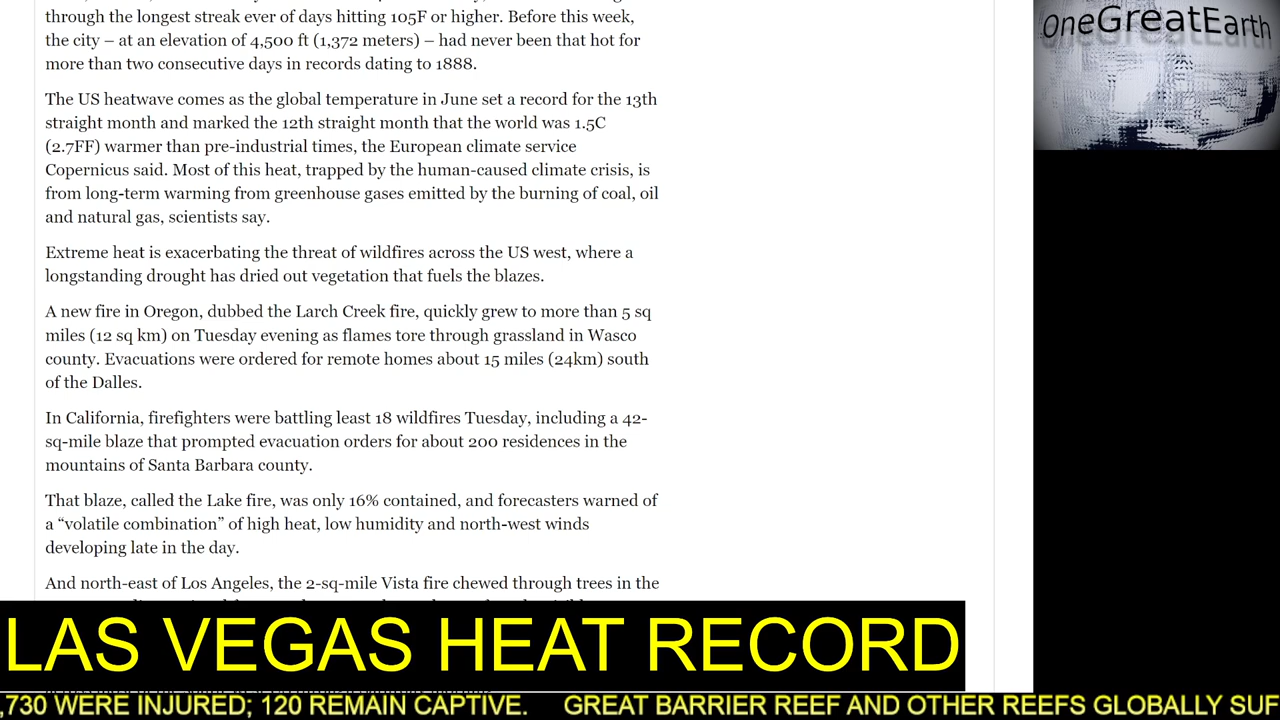 through the longest streak ever of days hitting 105F or higher. Before this week,
the city – at an elevation of 4,500 ft (1,372 meters) – had never been that hot for
more than two consecutive days in records dating to 1888.
The US heatwave comes as the global temperature in June set a record for the 13th
straight month and marked the 12th straight month that the world was 1.5C
(2.7FF) warmer than pre-industrial times, the European climate service
Copernicus said. Most of this heat, trapped by the human-caused climate crisis, is
from long-term warming from greenhouse gases emitted by the burning of coal, oil
and natural gas, scientists say.
Extreme heat is exacerbating the threat of wildfires across the US west, where a
longstanding drought has dried out vegetation that fuels the blazes.
A new fire in Oregon, dubbed the Larch Creek fire, quickly grew to more than 5 sq
miles (12 sq km) on Tuesday evening as flames tore through grassland in Wasco
county. Evacuations were ordered for remote homes about 15 miles (24km) south
of the Dalles.
In California, firefighters were battling least 18 wildfires Tuesday, including a 42-
sq-mile blaze that prompted evacuation orders for about 200 residences in the
mountains of Santa Barbara county.
That blaze, called the Lake fire, was only 16% contained, and forecasters warned of
a “volatile combination” of high heat, low humidity and north-west winds
developing late in the day.
And north-east of Los Angeles, the 2-sq-mile Vista fire chewed through trees in the
OneGreatEarth
LAS VEGAS HEAT RECORD
,730 WERE INJURED; 120 REMAIN CAPTIVE. GREAT BARRIER REEF AND OTHER REEFS GLOBALLY SUF